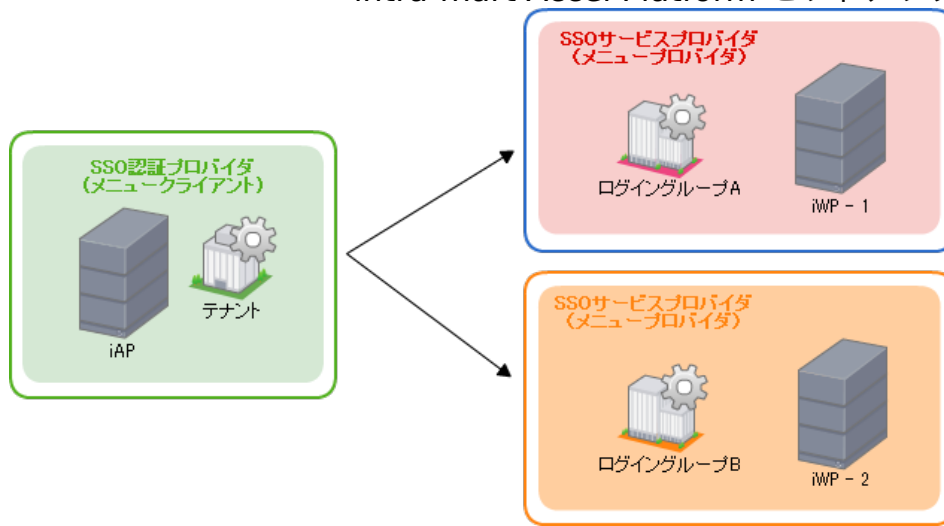 SSO認証プロバイダ
(メニュークライアント)
テナント
iAP
SSOサービスプロバイダ
(メニュープロバイダ)
ログイングループA
iWP - 1
SSOサービスプロバイダ
(メニュープロバイダ)
ログイングループB
iWP - 2